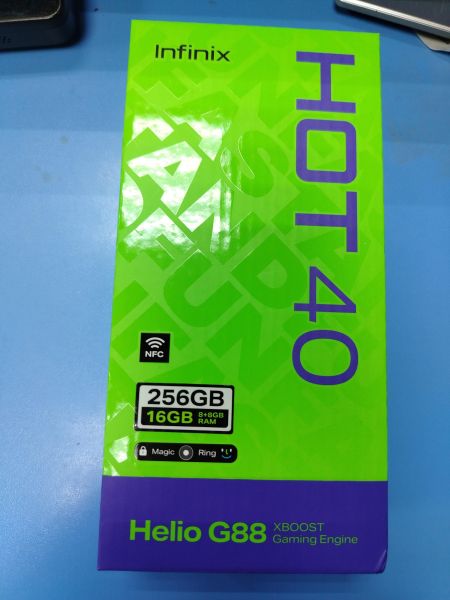 Infinix
HOT 40
NFC
256GB
16GB 8+8GB
RAM
Magic Ring
Helio G88 XBOOST
Gaming Engine